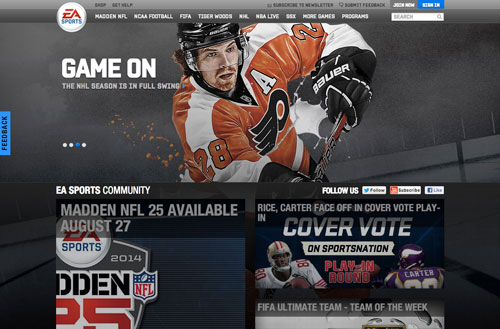 EA
SPORTS
SHOP GET HELP
SUBSCRIBE TO NEWSLETTER SUBMIT FEEDBACK JOIN NOW SIGN IN
MADDEN NFL NCAA FOOTBALL FIFA TIGER WOODS NHL NBA LIVE SSX MORE GAMES PROGRAMS SEARCH
GAME ON
THE NHL SEASON IS IN FULL SWING
A
28
28
FEEDBACK
EA SPORTS COMMUNITY
FOLLOW US Follow Subscribe Like
MADDEN NFL 25 AVAILABLE
AUGUST 27
EA
SPORTS
2014
DDEN
NFL
25
RICE, CARTER FACE OFF IN COVER VOTE PLAY-
IN
COVER VOTE
ON SPORTSNATION
PLAY-IN
ROUND
CARTER
FIFA ULTIMATE TEAM - TEAM OF THE WEEK